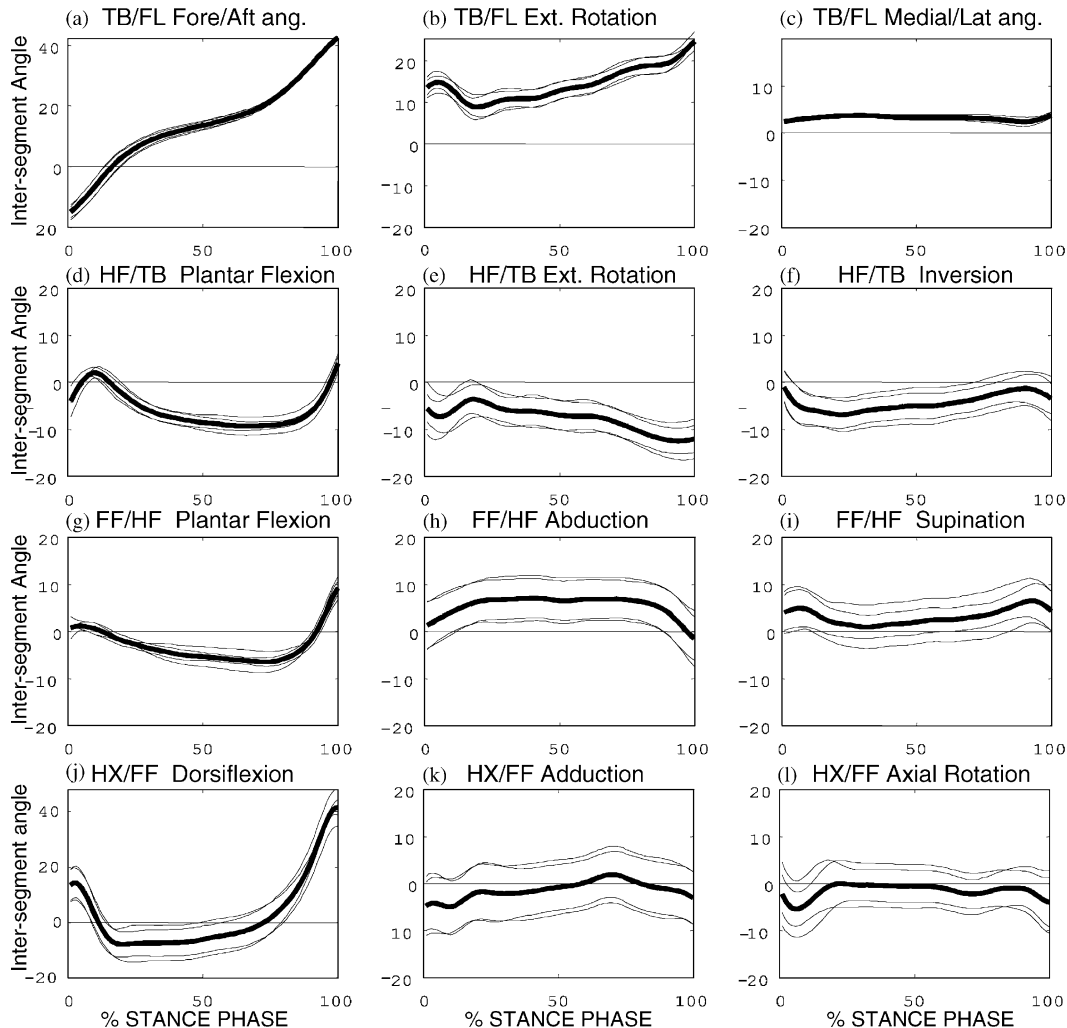 (a) TB/FL Fore/Aft ang.
(b) TB/FL Ext. Rotation
(c) TB/FL Medial/Lat ang.
Inter-segment Angle
40
20
0
20
0 50 100
20
10
0
-10
0 50 100
10
0
-10
-20
0 50 100
(d) HF/TB Plantar Flexion
(e) HF/TB Ext. Rotation
(f) HF/TB Inversion
Inter-segment Angle
20
10
0
-10
-20
0 50 100
20
10
0
-10
-20
0 50 100
20
10
0
-10
-20
0 50 100
(g) FF/HF Plantar Flexion
(h) FF/HF Abduction
(i) FF/HF Supination
Inter-segment Angle
20
10
0
-10
-20
0 50 100
20
10
0
-10
-20
0 50 100
20
10
0
-10
-20
0 50 100
(j) HX/FF Dorsiflexion
(k) HX/FF Adduction
(l) HX/FF Axial Rotation
Inter-segment angle
40
20
0
-20
0 50 100
20
10
0
-10
-20
0 50 100
20
10
0
-10
-20
0 50 100
% STANCE PHASE
% STANCE PHASE
% STANCE PHASE